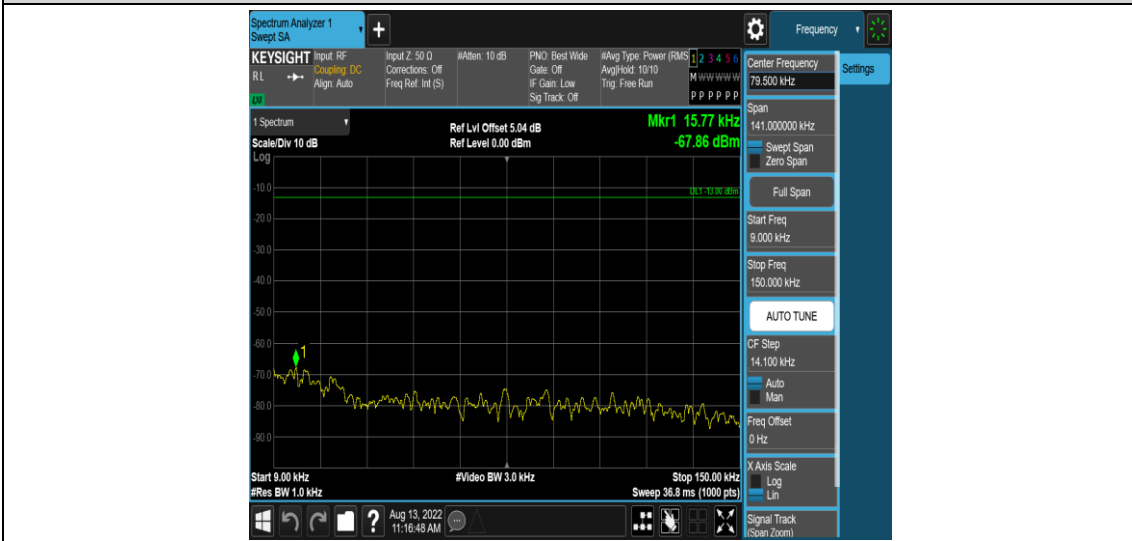 Spectrum Analyzer 1
Swept SA
+
Frequency
KEYSIGHT
R L
LXI
Input: RF
Coupling: DC
Align: Auto
Input Z: 50 Ω
Corrections: Off
Freq Ref: Int (S)
#Atten: 10 dB
PNO: Best Wide
Gate: Off
IF Gain: Low
Sig Track: Off
#Avg Type: Power (RMS
Avg|Hold: 10/10
Trig: Free Run
1 2 3 4 5 6
M W W W W W
P P P P P P
Center Frequency
79.500 kHz
Settings
Span
141.000000 kHz
Swept Span
Zero Span
Full Span
Start Freq
9.000 kHz
Stop Freq
150.000 kHz
AUTO TUNE
CF Step
14.100 kHz
Auto
Man
Freq Offset
0 Hz
X Axis Scale
Log
Lin
Signal Track
(Span Zoom)
1 Spectrum
Scale/Div 10 dB
Log
Ref Lvl Offset 5.04 dB
Ref Level 0.00 dBm
Mkr1 15.77 kHz
-67.86 dBm
DL1 -13.00 dBm
-10.0
-20.0
-30.0
-40.0
-50.0
-60.0
-70.0
-80.0
-90.0
1
Start 9.00 kHz
#Res BW 1.0 kHz
#Video BW 3.0 kHz
Stop 150.00 kHz
Sweep 36.8 ms (1000 pts)
?
Aug 13, 2022
11:16:48 AM